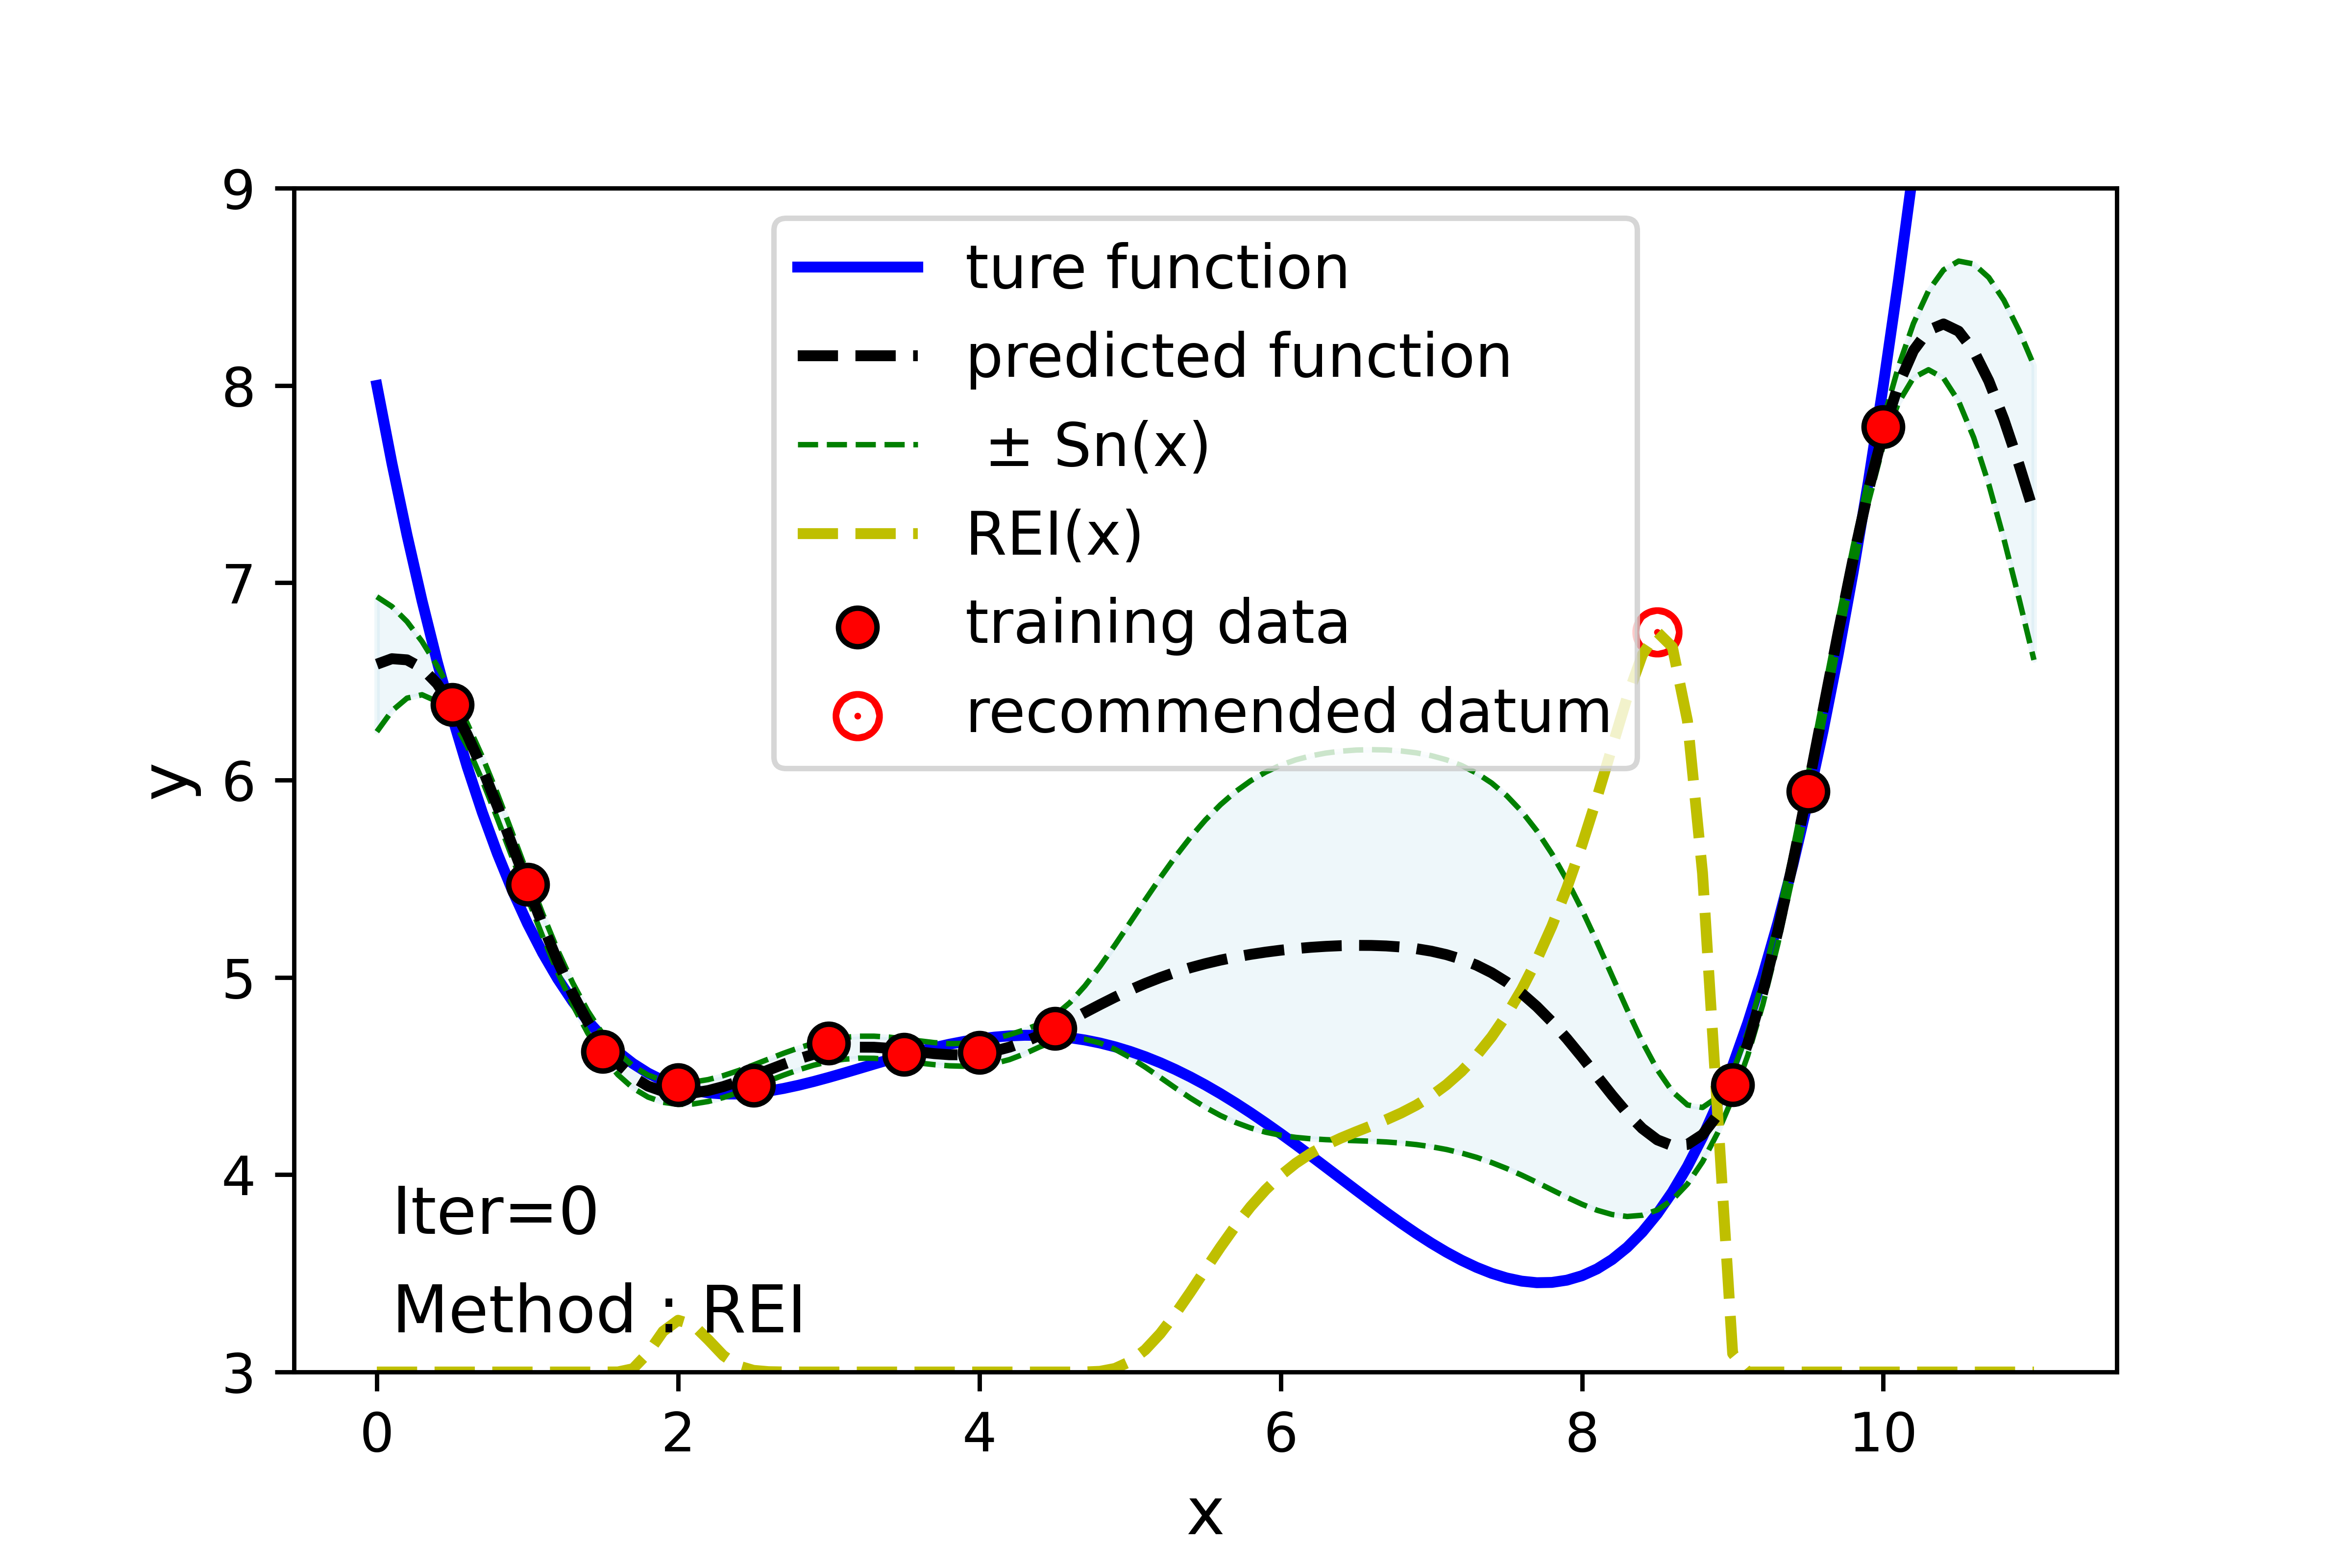 9
8
7
6
5
4
3
y
ture function
predicted function
± Sn(x)
REI(x)
training data
recommended datum
Iter=0
Method : REI
0 2 4 6 8 10
x